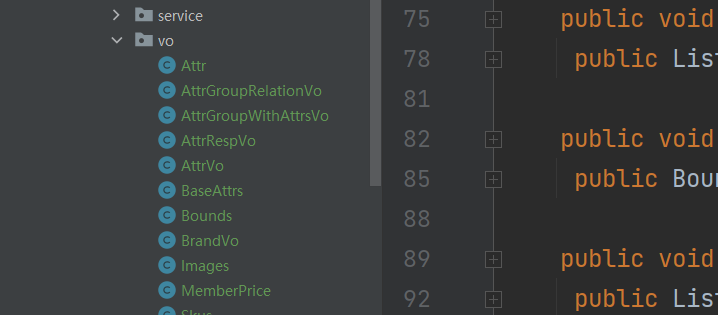 service
vo
Attr
AttrGroupRelationVo
AttrGroupWithAttrsVo
AttrRespVo
AttrVo
BaseAttrs
Bounds
BrandVo
Images
MemberPrice
75 public void
78 public List
81
82 public void
85 public Bou
88
89 public void
92 public List